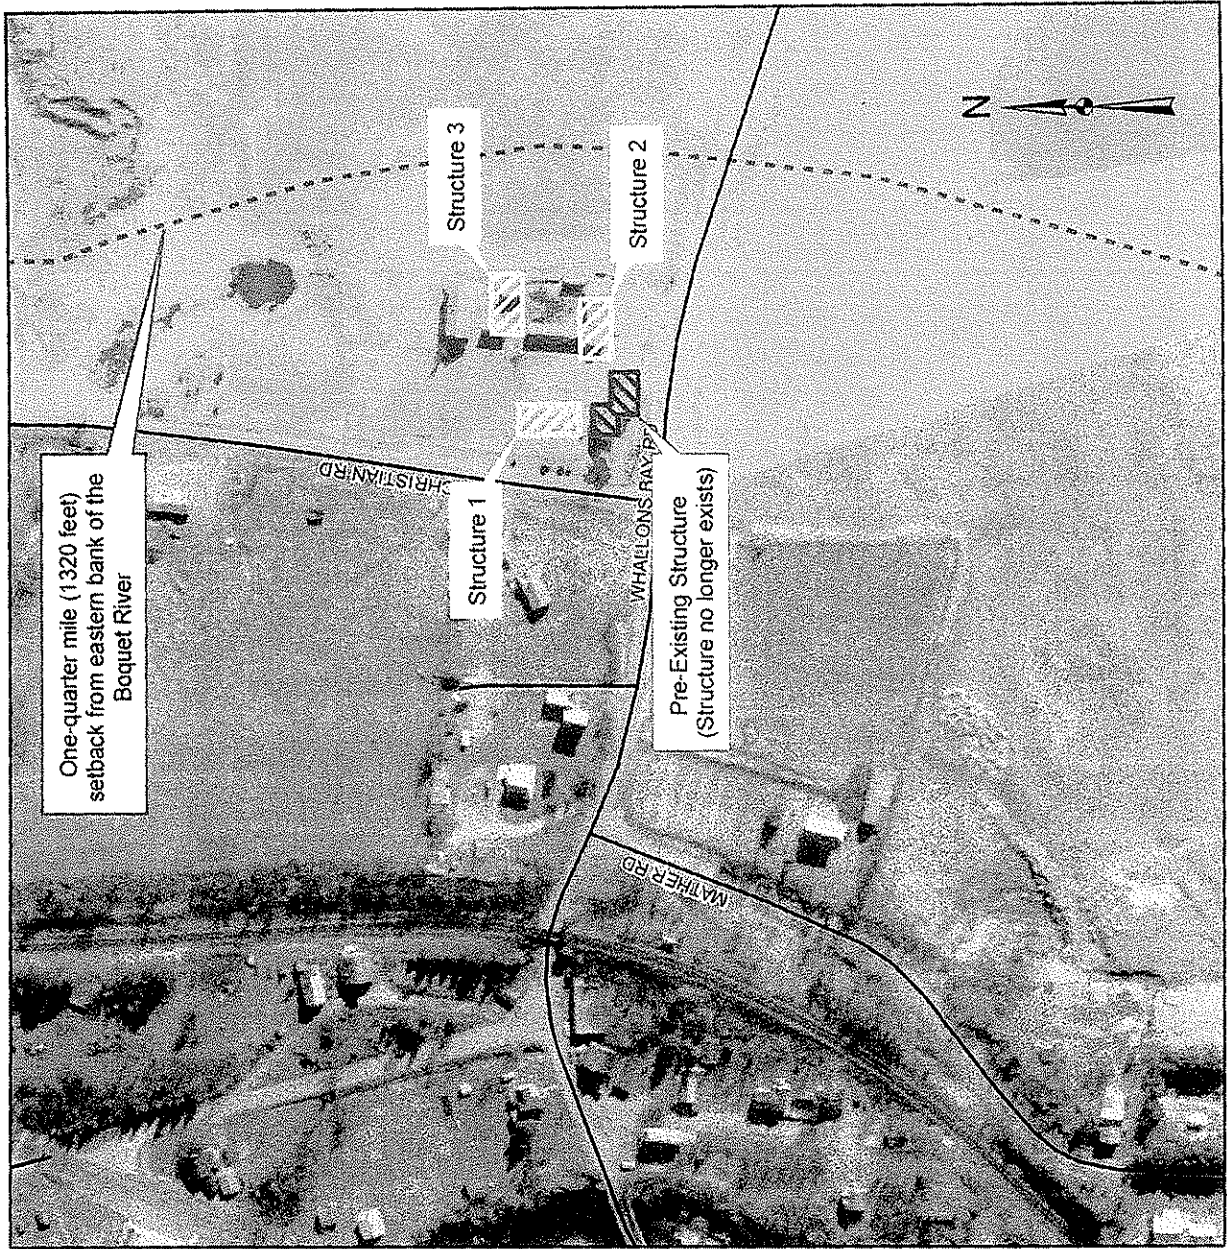 One-quarter mile (1320 feet)
setback from eastern bank of the
Boquet River
Structure 3
N
Structure 2
CHRISTIAN RD
Structure 1
WHALLONS BAY RD
Pre-Existing Structure
(Structure no longer exists)
MATHER RD